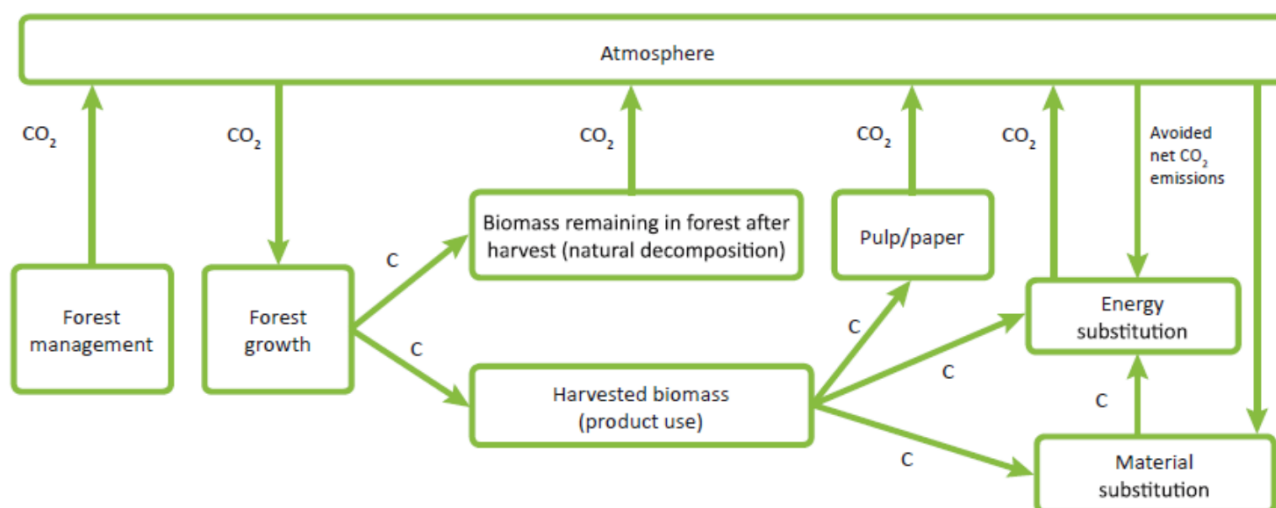 Atmosphere
CO₂
CO₂
CO₂
CO₂
CO₂
Avoided
net CO₂
emissions
Biomass remaining in forest after
harvest (natural decomposition)
Pulp/paper
C
Forest
management
Forest
growth
Energy
substitution
C
C
C
Harvested biomass
(product use)
C
C
Material
substitution